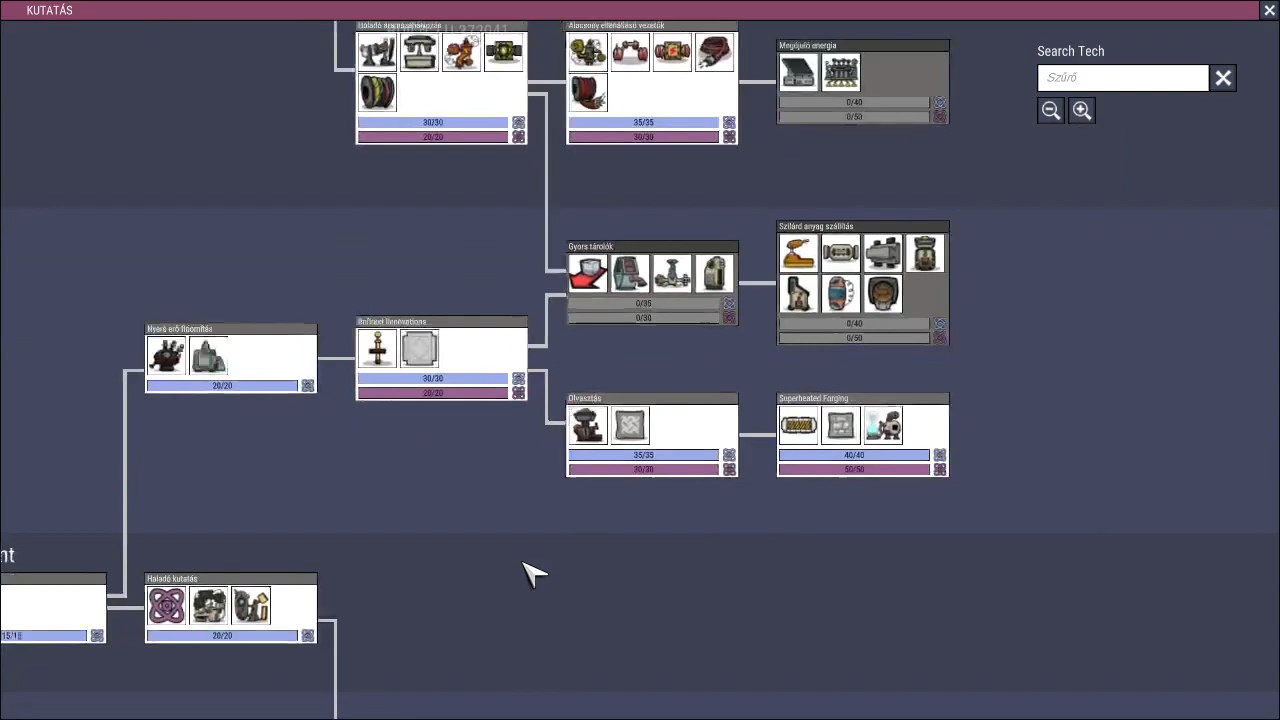 KUTATÁS
Search Tech
Szűrő
Alacsony ellenállású vezetők
30/30
20/20
35/35
30/30
Megújuló energia
0/40
0/50
Gyors tárolók
0/35
0/30
Szilárd anyag szállítás
0/40
0/50
Nyers erő finomítás
20/20
30/30
20/20
Olvasztás
35/35
30/30
Superheated Forging
40/40
50/50
nt
15/15
Haladó kutatás
20/20